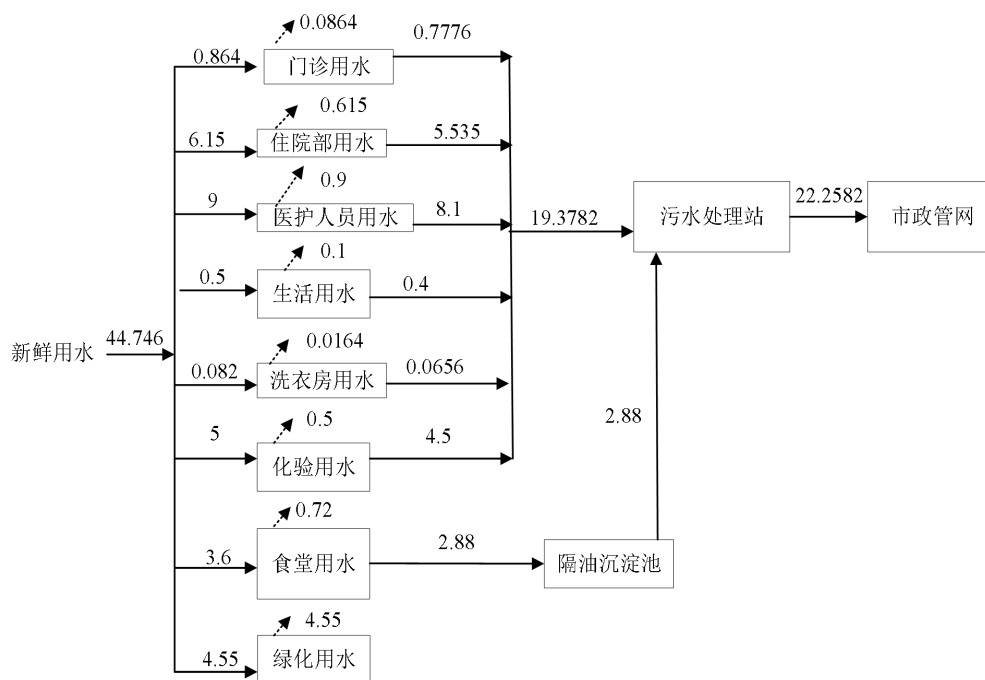 0.0864
0.864
门诊用水
0.7776
0.615
6.15
住院部用水
5.535
0.9
9
医护人员用水
8.1
19.3782
污水处理站
22.2582
市政管网
0.1
0.5
生活用水
0.4
新鲜用水
44.746
0.0164
0.082
洗衣房用水
0.0656
0.5
5
化验用水
4.5
2.88
0.72
3.6
食堂用水
2.88
隔油沉淀池
4.55
4.55
绿化用水